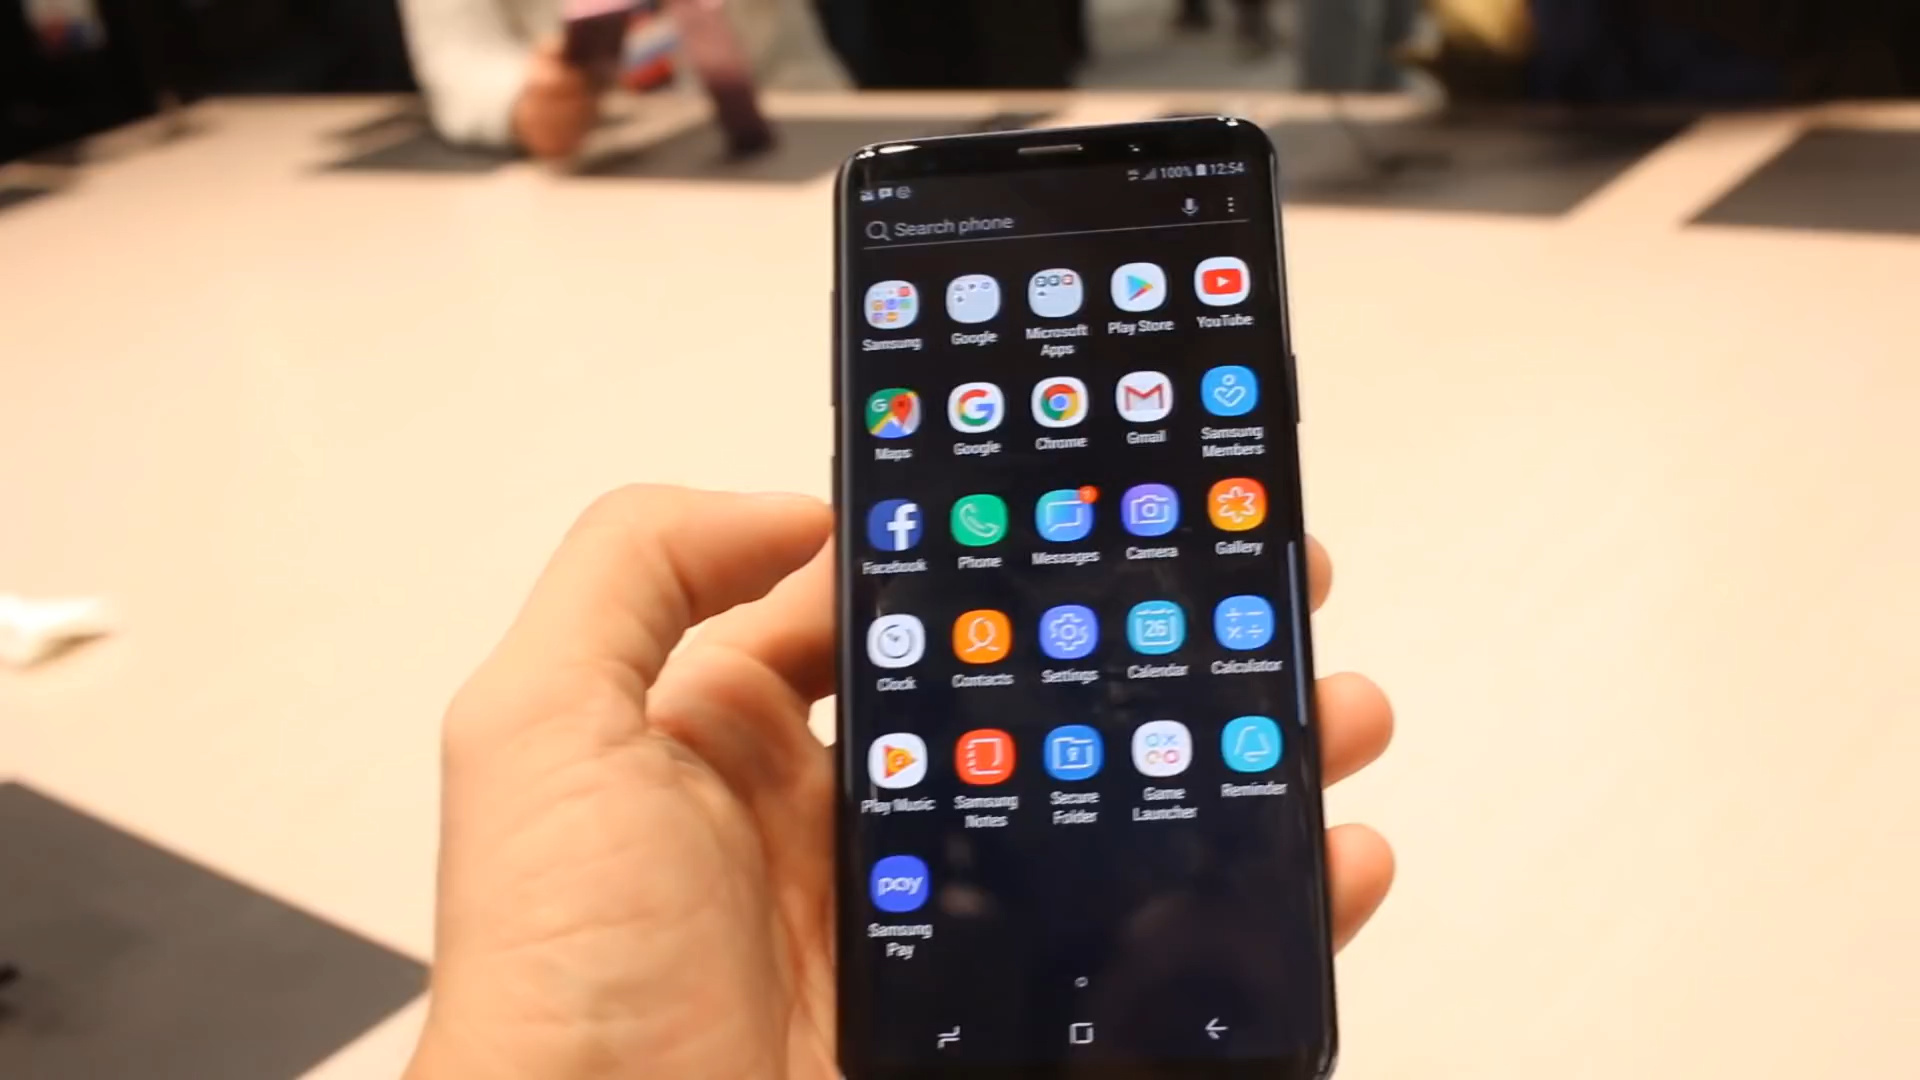 100% 12:54
Search phone
Samsung
Google
Microsoft
Apps
Play Store
YouTube
Maps
Google
Chrome
Gmail
Samsung
Members
Facebook
Phone
Messages
Camera
Gallery
Clock
Contacts
Settings
26
Calendar
Calculator
Play Music
Samsung
Notes
Secure
Folder
Game
Launcher
Reminder
pay
Samsung
Pay